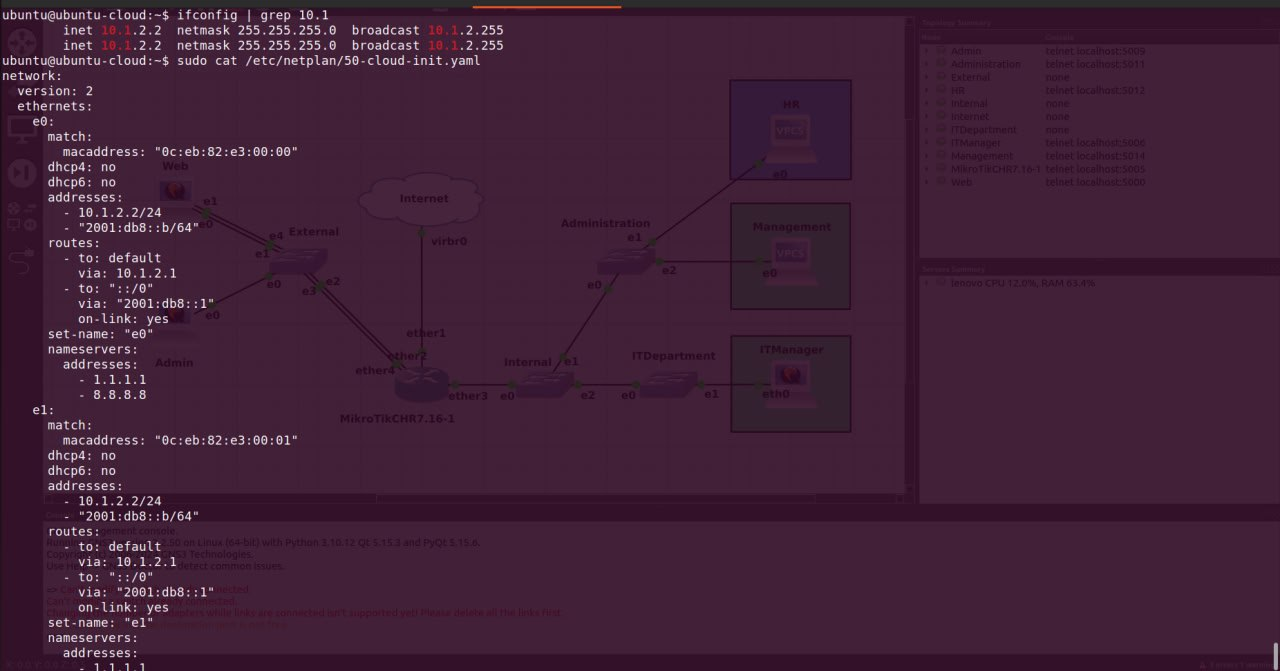 ubuntu@ubuntu-cloud:~$ ifconfig | grep 10.1
inet 10.1.2.2 netmask 255.255.255.0 broadcast 10.1.2.255
inet 10.1.2.2 netmask 255.255.255.0 broadcast 10.1.2.255
ubuntu@ubuntu-cloud:~$ sudo cat /etc/netplan/50-cloud-init.yaml
network:
version: 2
ethernets:
e0:
match:
macaddress: "0c:eb:82:e3:00:00"
dhcp4: no
dhcp6: no
addresses:
- 10.1.2.2/24
- "2001:db8::b/64"
routes:
- to: default
via: 10.1.2.1
- to: "::/0"
via: "2001:db8::1"
on-link: yes
set-name: "e0"
nameservers:
addresses:
- 1.1.1.1
- 8.8.8.8
e1:
match:
macaddress: "0c:eb:82:e3:00:01"
dhcp4: no
dhcp6: no
addresses:
- 10.1.2.2/24
- "2001:db8::b/64"
routes:
- to: default
via: 10.1.2.1
- to: "::/0"
via: "2001:db8::1"
on-link: yes
set-name: "e1"
nameservers:
addresses:
- 1.1.1.1
Web
e1
e0
e4
External
e1
e0
e2
e3
e0
Admin
Internet
virbr0
ether1
ether2
ether4
ether3
MikroTikCHR7.16-1
Internal
e0
e1
e2
Administration
e1
e2
e0
ITDepartment
e0
e1
HR
VPCS
e0
Management
VPCS
e0
ITManager
eth0
Topology Summary
Node
Console
Admin telnet localhost:5009
Administration telnet localhost:5011
External none
HR telnet localhost:5012
Internal none
Internet none
ITDepartment none
ITManager telnet localhost:5006
Management telnet localhost:5014
MikroTikCHR7.16-1 telnet localhost:5005
Web telnet localhost:5000
Servers Summary
lenovo CPU 12.0%, RAM 63.4%
management console.
Running GNS3 2.2.50 on Linux (64-bit) with Python 3.10.12 Qt 5.15.3 and PyQt 5.15.6.
GNS3 Technologies.
detect common issues.
connected.
adapters while links are connected isn't supported yet! Please delete all the links first.